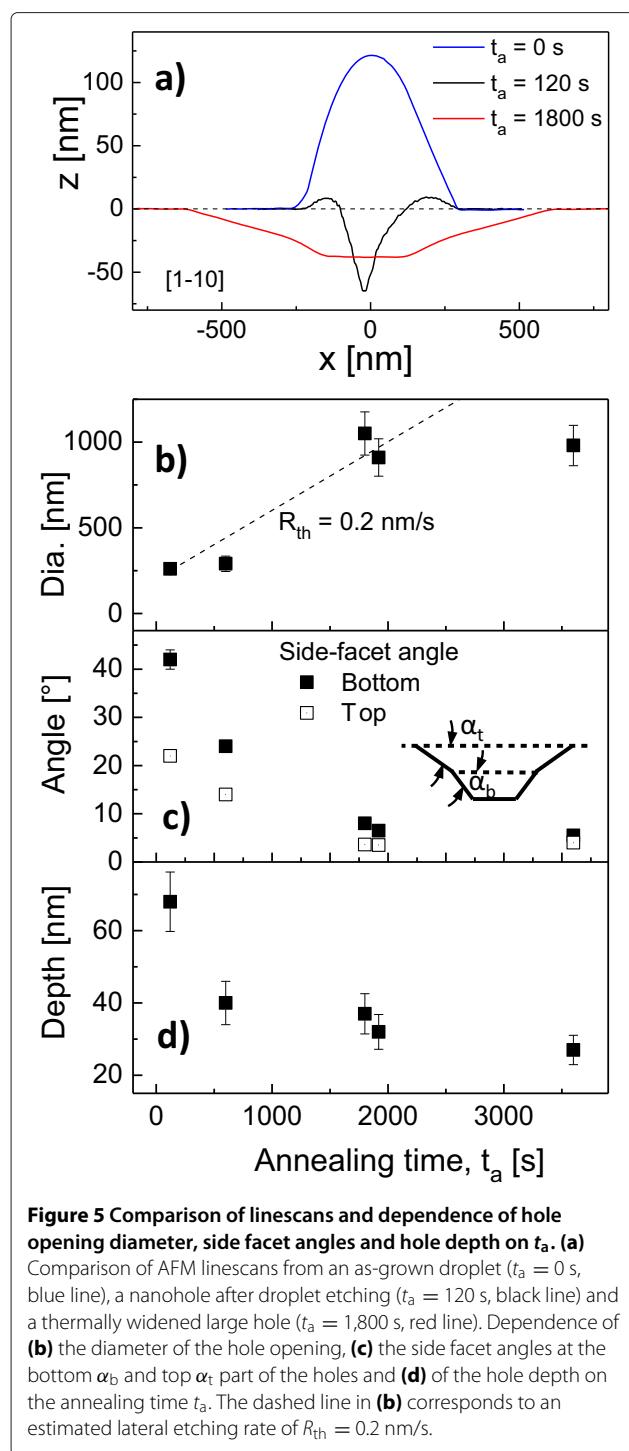 a)
z [nm]
100
50
0
-50
t_a = 0 s
t_a = 120 s
t_a = 1800 s
[1-10]
-500 0 500
x [nm]
b)
Dia. [nm]
1000
500
0
R_th = 0.2 nm/s
c)
Angle [°]
40
30
20
10
0
Side-facet angle
■ Bottom
□ Top
α_t
α_b
d)
Depth [nm]
60
40
20
0 1000 2000 3000
Annealing time, t_a [s]
Figure 5 Comparison of linescans and dependence of hole
opening diameter, side facet angles and hole depth on t_a. (a)
Comparison of AFM linescans from an as-grown droplet (t_a = 0 s,
blue line), a nanohole after droplet etching (t_a = 120 s, black line) and
a thermally widened large hole (t_a = 1,800 s, red line). Dependence of
(b) the diameter of the hole opening, (c) the side facet angles at the
bottom α_b and top α_t part of the holes and (d) of the hole depth on
the annealing time t_a. The dashed line in (b) corresponds to an
estimated lateral etching rate of R_th = 0.2 nm/s.